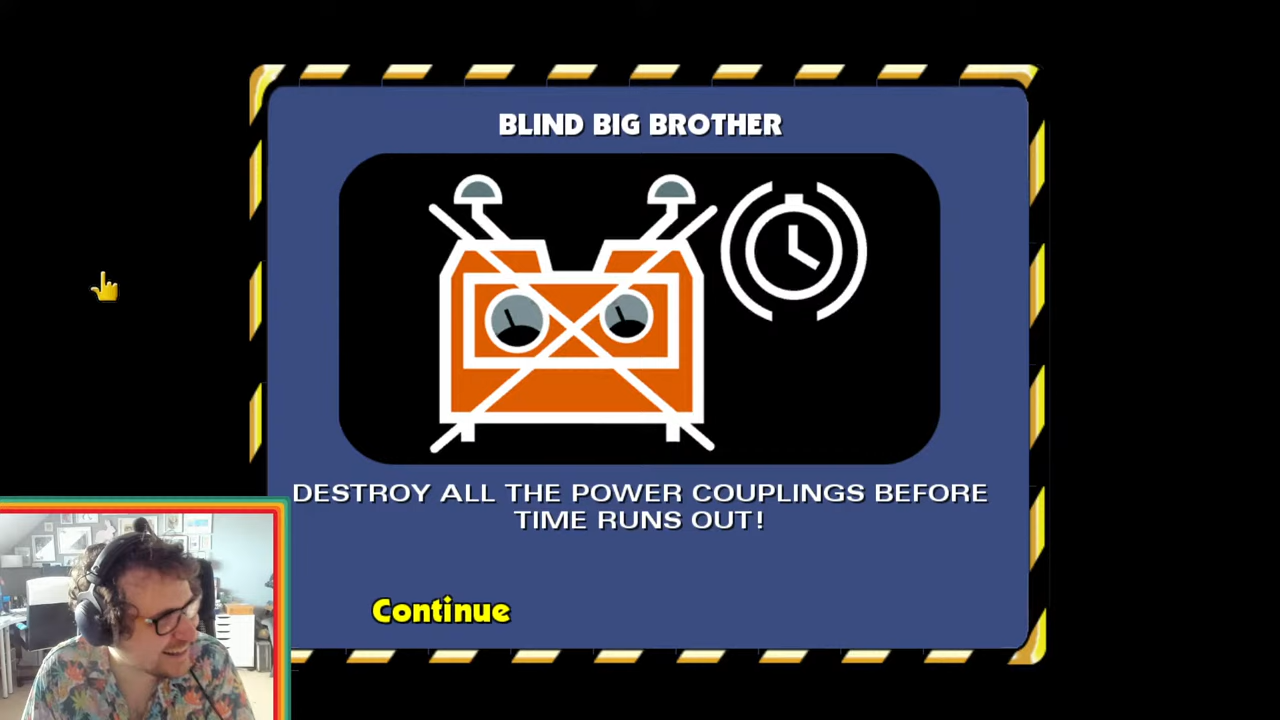 BLIND BIG BROTHER
DESTROY ALL THE POWER COUPLINGS BEFORE
TIME RUNS OUT!
Continue